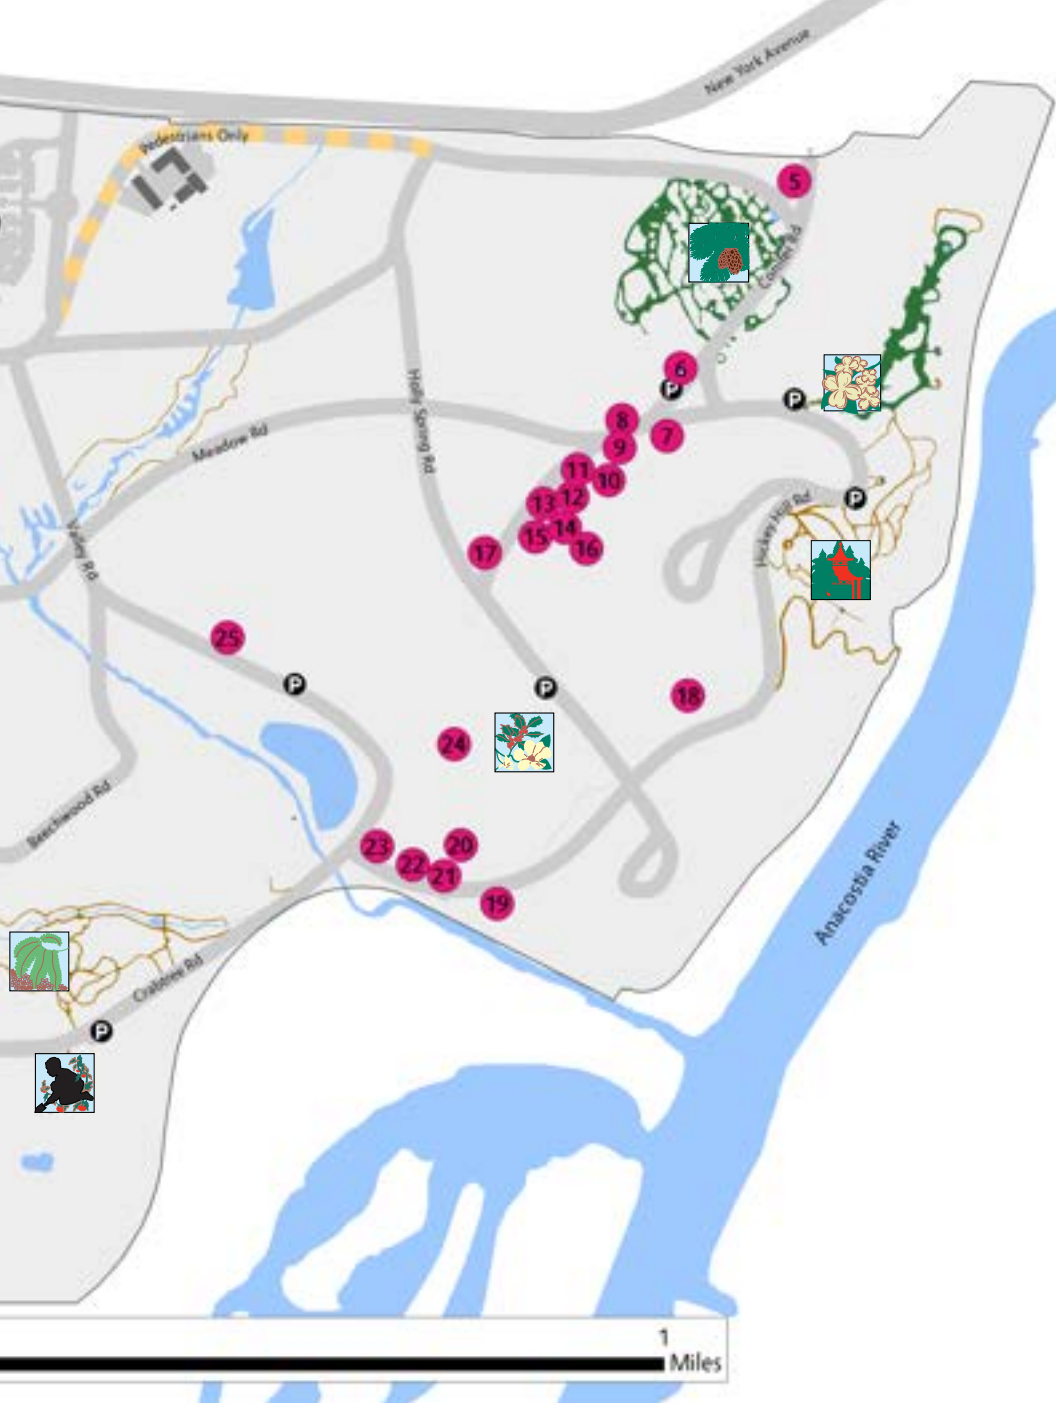 New York Avenue
Pedestrians Only
5
Conifer Rd
6
P
P
8
7
9
Holly Spring Rd
Meadow Rd
11
10
12
13
P
Hickey Hill Rd
14
15
16
17
Valley Rd
25
P
P
18
24
Beechwood Rd
23
20
22
21
19
Anacostia River
Crabtree Rd
P
1
Miles